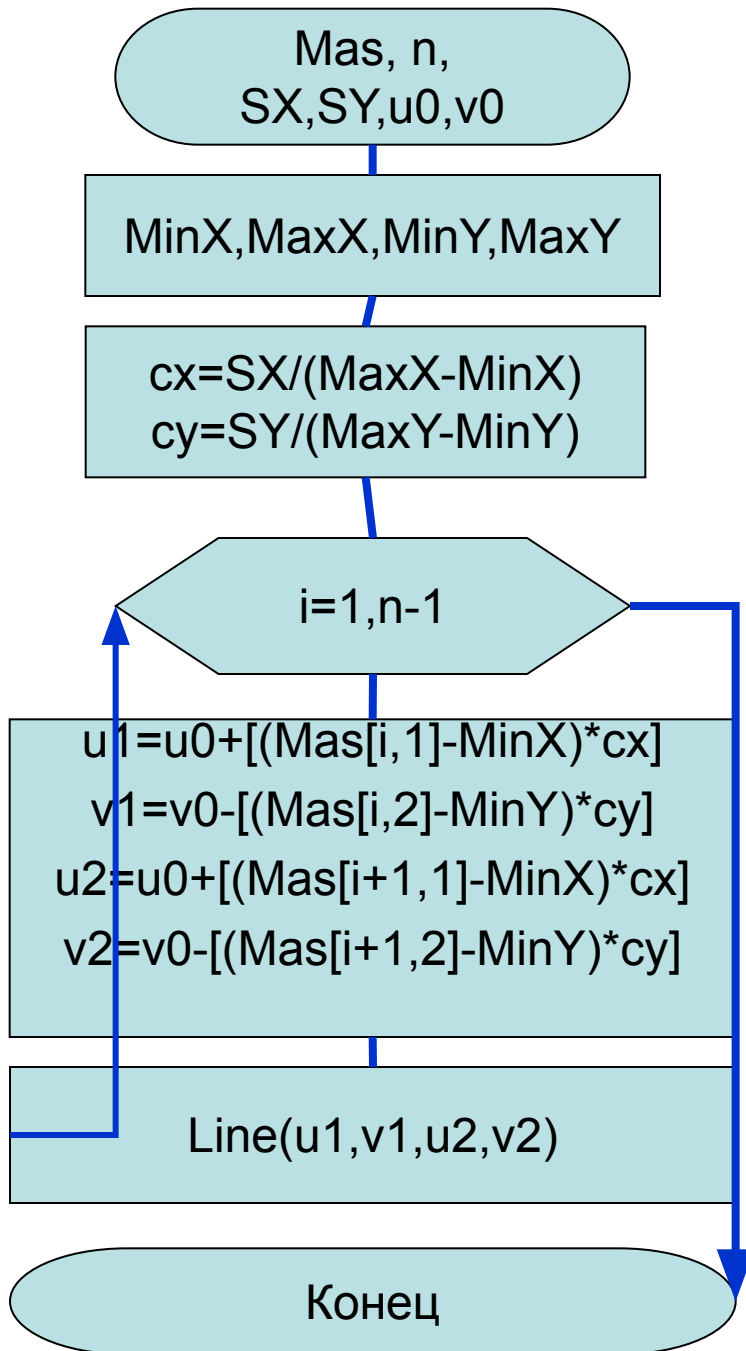 Mas, n,
SX,SY,u0,v0
MinX,MaxX,MinY,MaxY
cx=SX/(MaxX-MinX)
cy=SY/(MaxY-MinY)
i=1,n-1
u1=u0+[(Mas[i,1]-MinX)*cx]
v1=v0-[(Mas[i,2]-MinY)*cy]
u2=u0+[(Mas[i+1,1]-MinX)*cx]
v2=v0-[(Mas[i+1,2]-MinY)*cy]
Line(u1,v1,u2,v2)
Конец